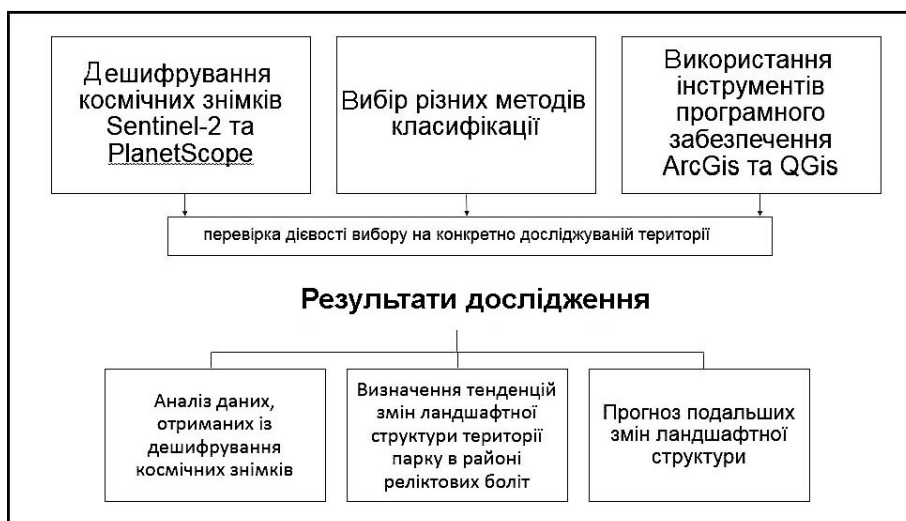 Дешифрування
космічних знімків
Sentinel-2 та
PlanetScope
Вибір різних методів
класифікації
Використання
інструментів
програмного
забезпечення
ArcGis та QGis
перевірка дієвості вибору на конкретно досліджуваній території
Результати дослідження
Аналіз даних,
отриманих із
дешифрування
космічних знімків
Визначення тенденцій
змін ландшафтної
структури території
парку в районі
реліктових боліт
Прогноз подальших
змін ландшафтної
структури